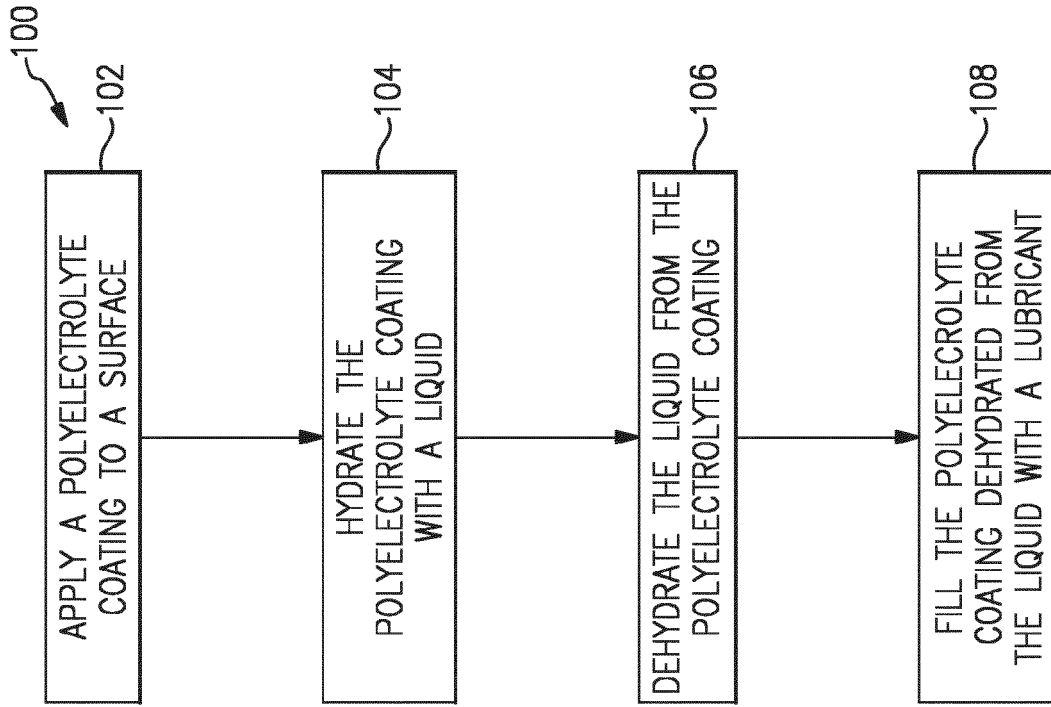 100
APPLY A POLYELECTROLYTE
COATING TO A SURFACE
102
HYDRATE THE
POLYELECTROLYTE COATING
WITH A LIQUID
104
DEHYDRATE THE LIQUID FROM THE
POLYELECTROLYTE COATING
106
FILL THE POLYELECROLYTE
COATING DEHYDRATED FROM
THE LIQUID WITH A LUBRICANT
108